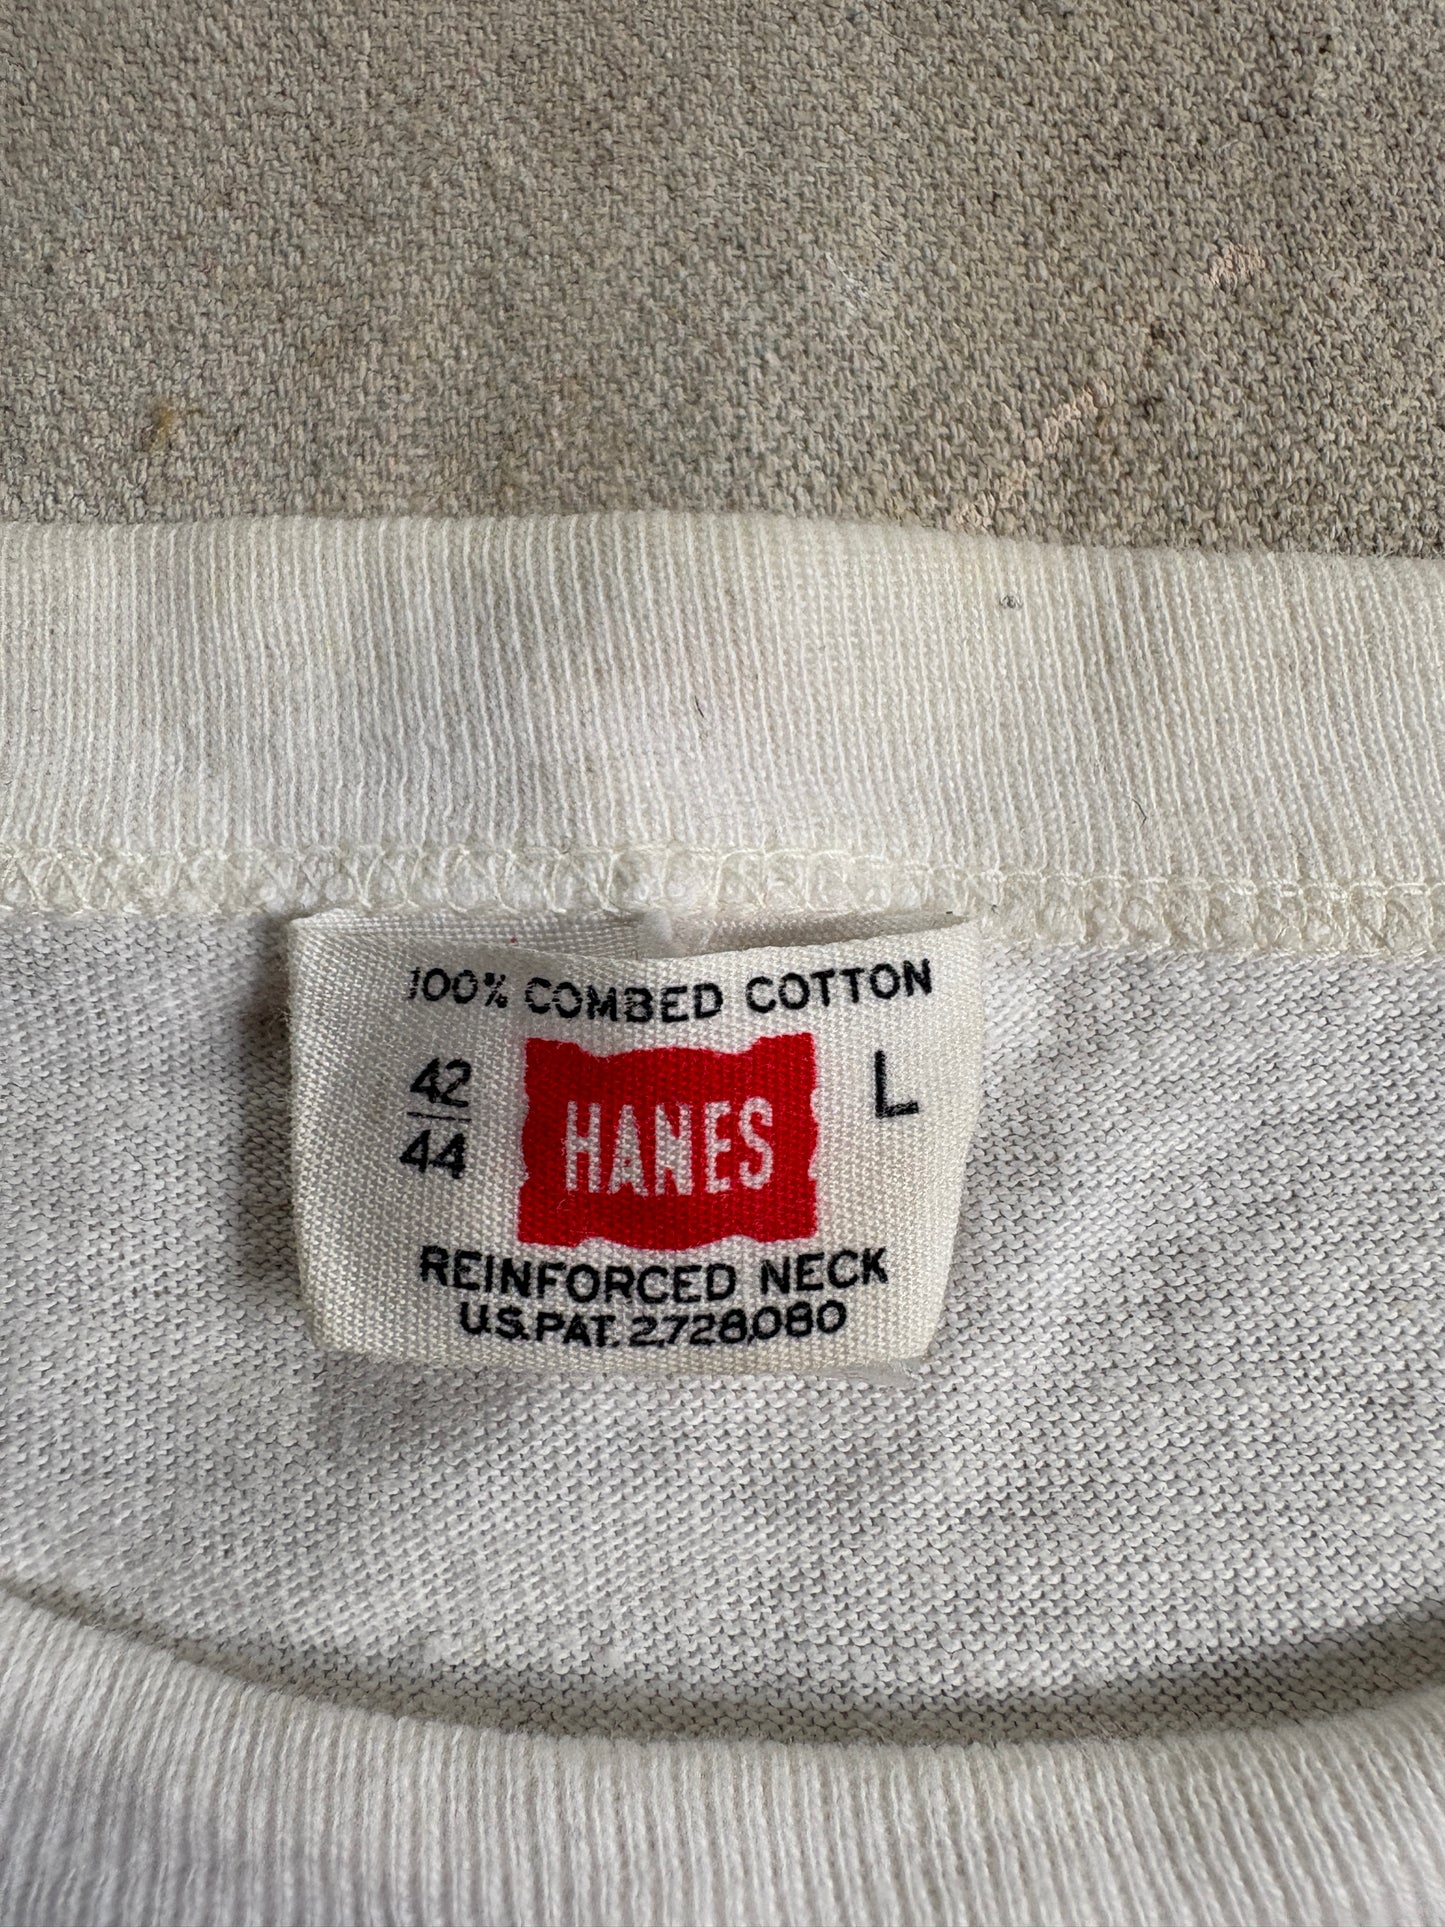 100% COMBED COTTON
42
44
HANES
L
REINFORCED NECK
U.S. PAT. 2,728,080